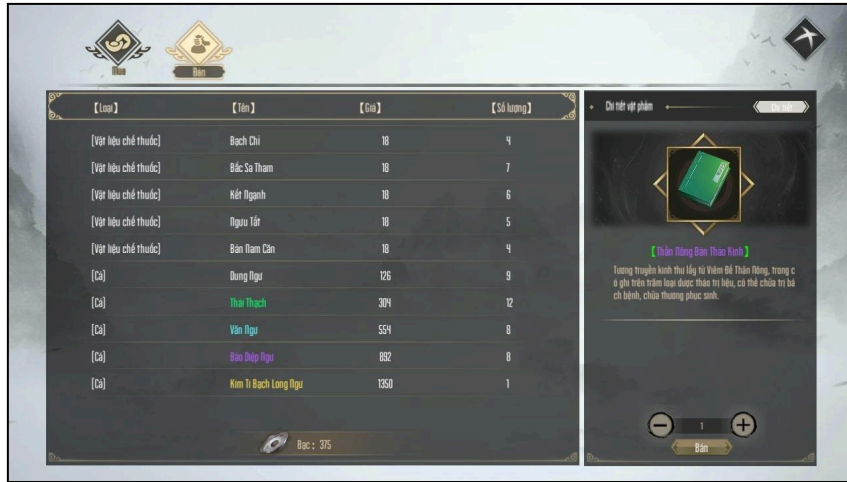 Mua
Bán
【Loại】 【Tên】 【Giá】 【Số lượng】
[Vật liệu chế thuốc] Bạch Chỉ 18 4
[Vật liệu chế thuốc] Bắc Sa Tham 18 7
[Vật liệu chế thuốc] Kết Ngạnh 18 6
[Vật liệu chế thuốc] Ngưu Tất 18 5
[Vật liệu chế thuốc] Bàn Nam Căn 18 4
[Cá] Dung Ngư 126 9
[Cá] Thái Thạch 304 12
[Cá] Văn Ngư 554 8
[Cá] Báo Diệp Ngư 892 8
[Cá] Kim Ti Bạch Long Ngư 1350 1
Bạc : 375
Chi tiết vật phẩm
Chi tiết
【Thần Nông Bản Thảo Kinh】
Tương truyền kinh thư lấy từ Viêm Đế Thần Nông, trong c
ó ghi trên trăm loại dược thảo trị liệu, có thể chữa trị bá
ch bệnh, chữa thương phục sinh.
1
Bán